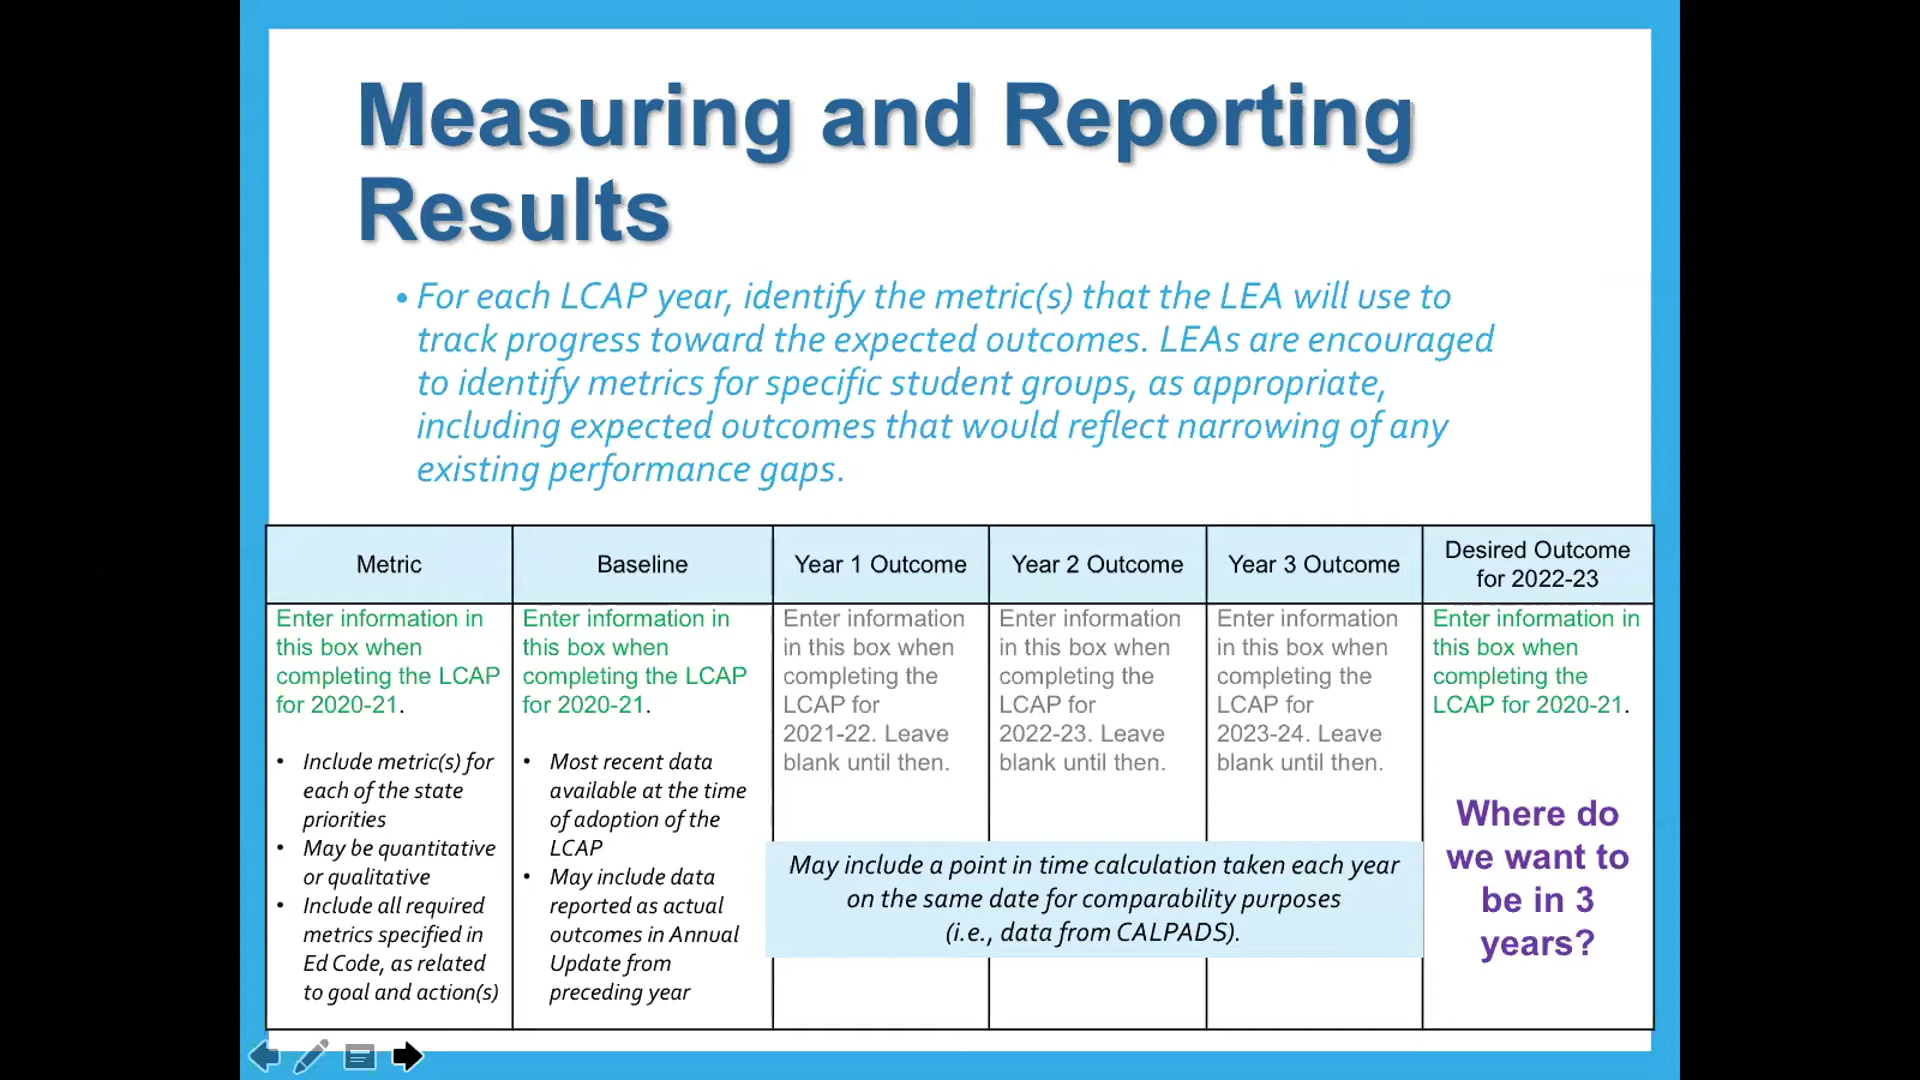 Measuring and Reporting
Results
• For each LCAP year, identify the metric(s) that the LEA will use to
track progress toward the expected outcomes. LEAs are encouraged
to identify metrics for specific student groups, as appropriate,
including expected outcomes that would reflect narrowing of any
existing performance gaps.
Metric
Baseline
Year 1 Outcome
Year 2 Outcome
Year 3 Outcome
Desired Outcome
for 2022-23
Enter information in
this box when
completing the LCAP
for 2020-21.
• Include metric(s) for
each of the state
priorities
• May be quantitative
or qualitative
• Include all required
metrics specified in
Ed Code, as related
to goal and action(s)
Enter information in
this box when
completing the LCAP
for 2020-21.
• Most recent data
available at the time
of adoption of the
LCAP
• May include data
reported as actual
outcomes in Annual
Update from
preceding year
Enter information
in this box when
completing the
LCAP for
2021-22. Leave
blank until then.
Enter information
in this box when
completing the
LCAP for
2022-23. Leave
blank until then.
Enter information
in this box when
completing the
LCAP for
2023-24. Leave
blank until then.
May include a point in time calculation taken each year
on the same date for comparability purposes
(i.e., data from CALPADS).
Enter information in
this box when
completing the
LCAP for 2020-21.
Where do
we want to
be in 3
years?